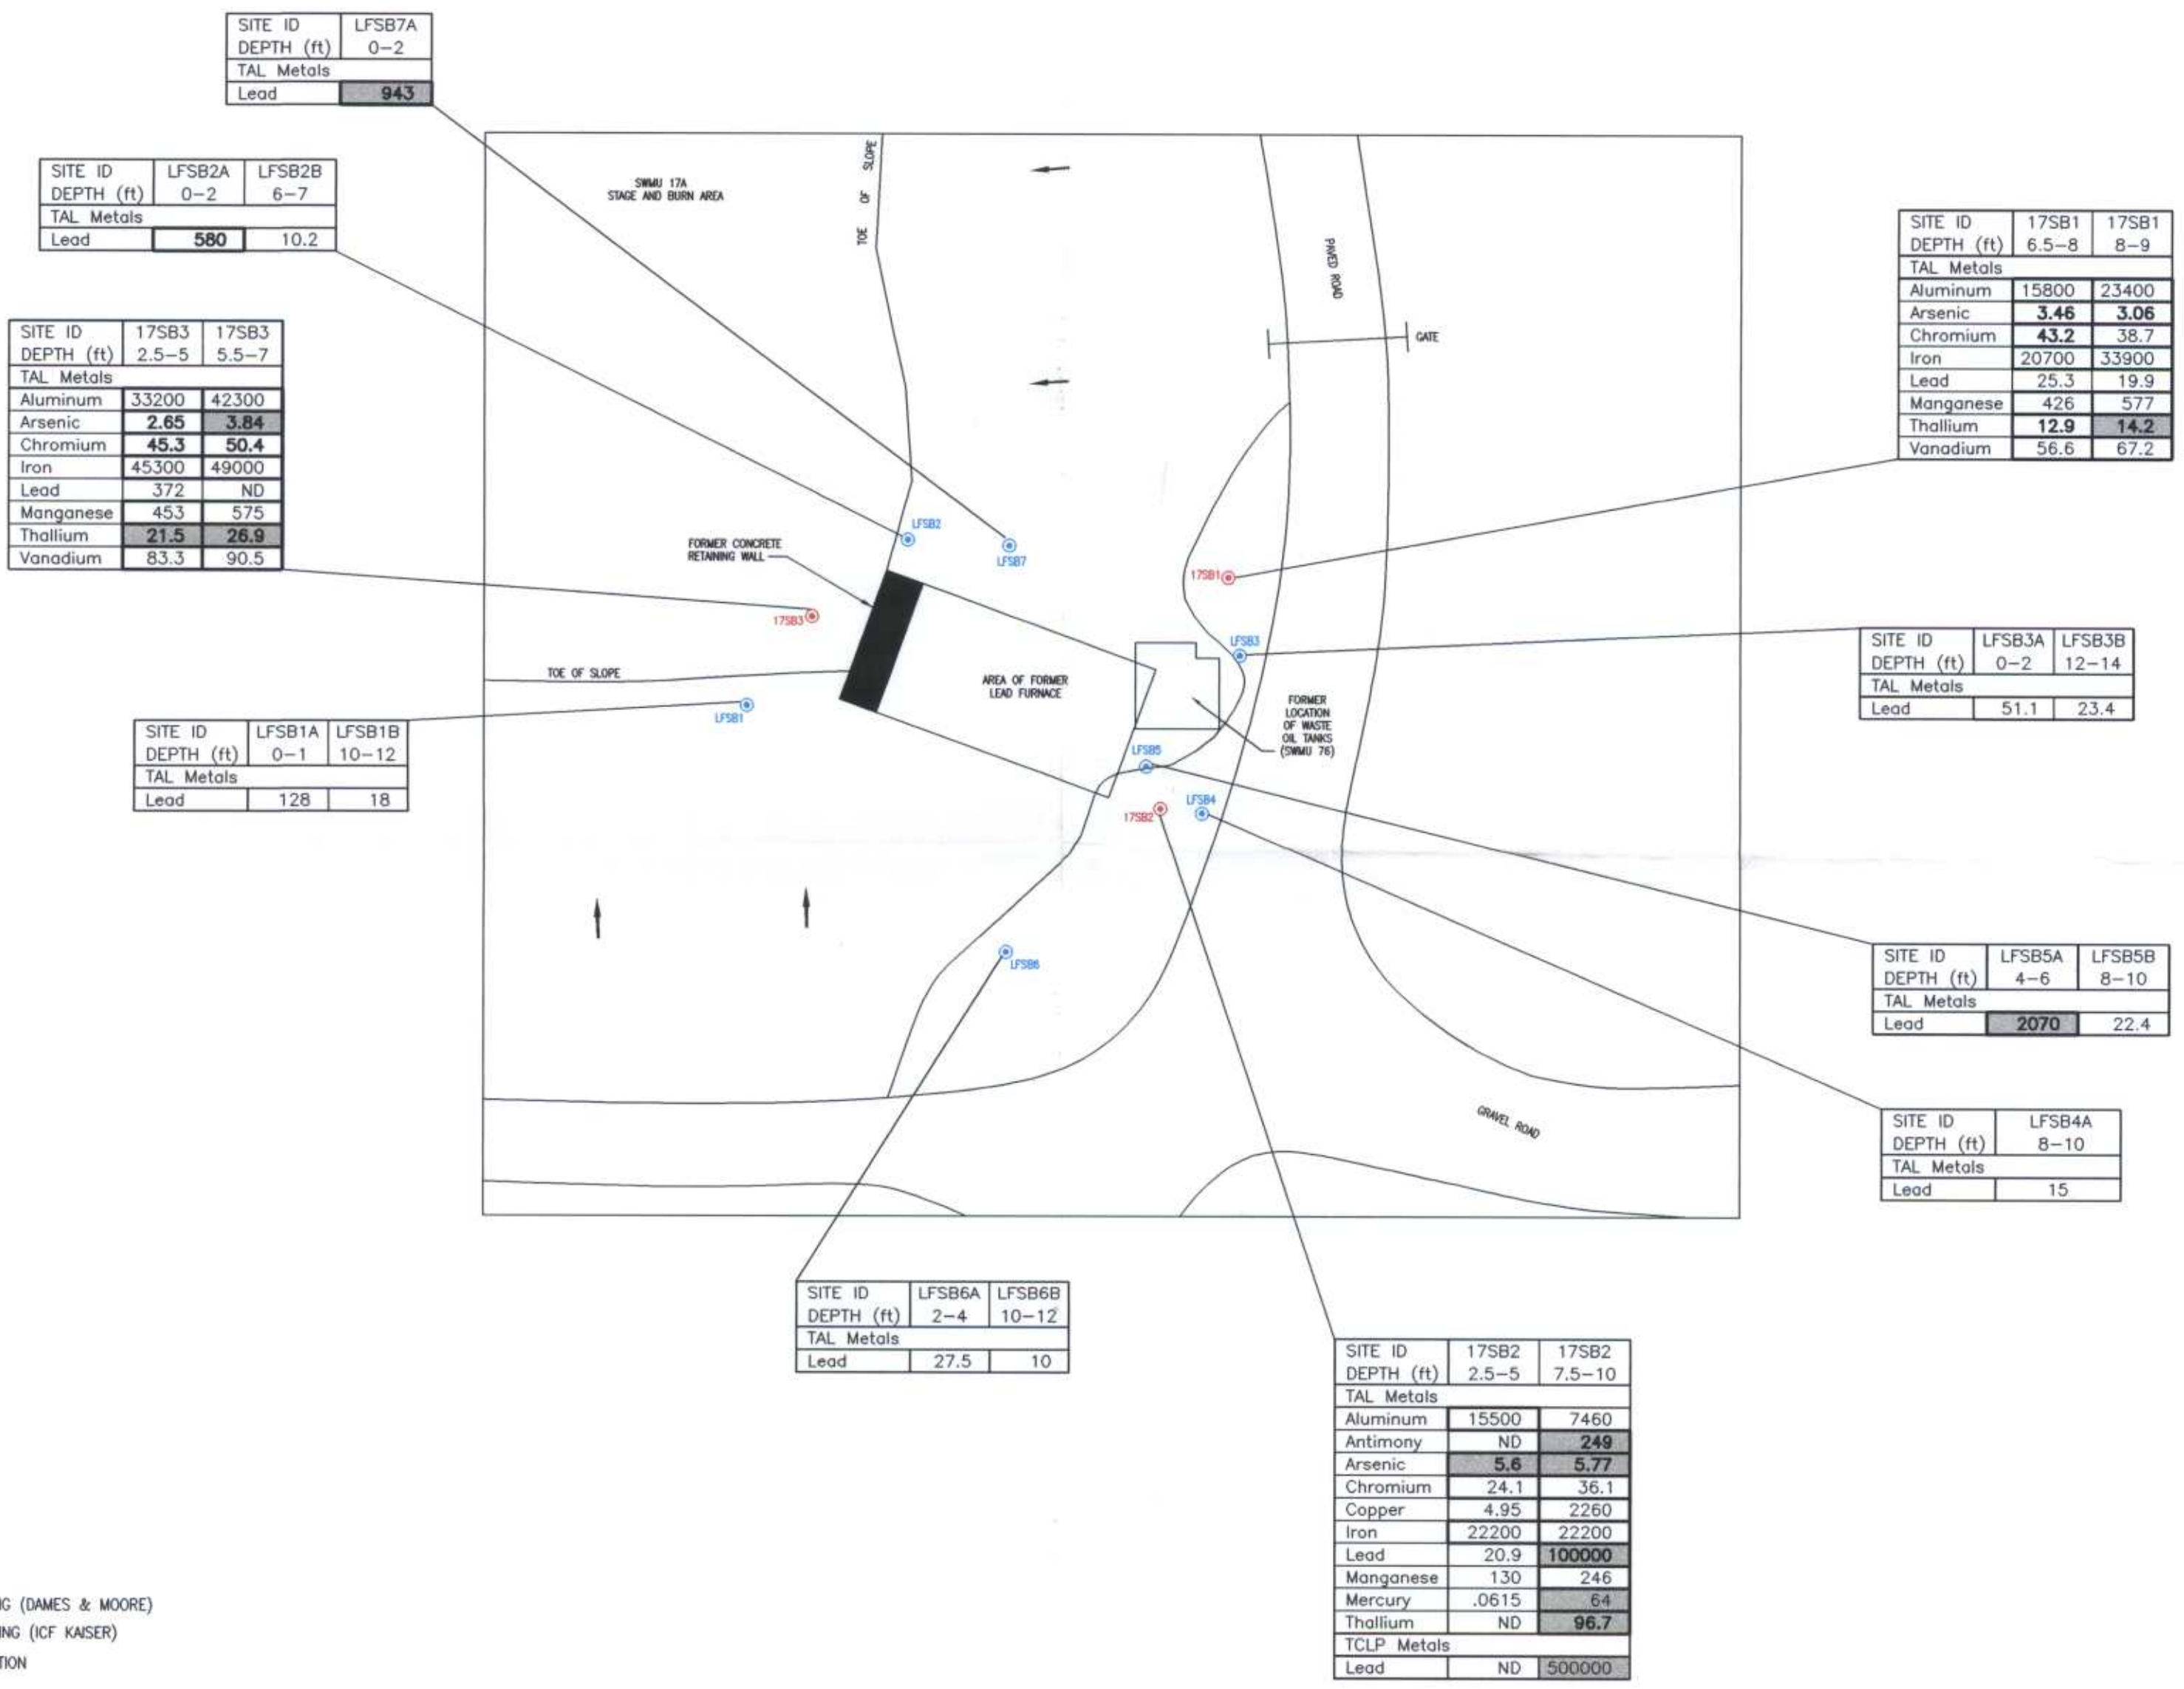 SITE ID LFSB7A
DEPTH (ft) 0-2
TAL Metals
Lead 943
SITE ID LFSB2A LFSB2B
DEPTH (ft) 0-2 6-7
TAL Metals
Lead 580 10.2
SITE ID 17SB3 17SB3
DEPTH (ft) 2.5-5 5.5-7
TAL Metals
Aluminum 33200 42300
Arsenic 2.65 3.84
Chromium 45.3 50.4
Iron 45300 49000
Lead 372 ND
Manganese 453 575
Thallium 21.5 26.9
Vanadium 83.3 90.5
SITE ID LFSB1A LFSB1B
DEPTH (ft) 0-1 10-12
TAL Metals
Lead 128 18
SWMU 17A
STAGE AND BURN AREA
TOE OF SLOPE
PAVED ROAD
GATE
FORMER CONCRETE
RETAINING WALL
LFSB2
LFSB7
17SB1
17SB3
LFSB3
TOE OF SLOPE
AREA OF FORMER
LEAD FURNACE
LFSB1
FORMER
LOCATION
OF WASTE
OIL TANKS
(SWMU 76)
LFSB5
17SB2
LFSB4
LFSB6
GRAVEL ROAD
SITE ID 17SB1 17SB1
DEPTH (ft) 6.5-8 8-9
TAL Metals
Aluminum 15800 23400
Arsenic 3.46 3.06
Chromium 43.2 38.7
Iron 20700 33900
Lead 25.3 19.9
Manganese 426 577
Thallium 12.9 14.2
Vanadium 56.6 67.2
SITE ID LFSB3A LFSB3B
DEPTH (ft) 0-2 12-14
TAL Metals
Lead 51.1 23.4
SITE ID LFSB5A LFSB5B
DEPTH (ft) 4-6 8-10
TAL Metals
Lead 2070 22.4
SITE ID LFSB4A
DEPTH (ft) 8-10
TAL Metals
Lead 15
SITE ID LFSB6A LFSB6B
DEPTH (ft) 2-4 10-12
TAL Metals
Lead 27.5 10
SITE ID 17SB2 17SB2
DEPTH (ft) 2.5-5 7.5-10
TAL Metals
Aluminum 15500 7460
Antimony ND 249
Arsenic 5.6 5.77
Chromium 24.1 36.1
Copper 4.95 2260
Iron 22200 22200
Lead 20.9 100000
Manganese 130 246
Mercury .0615 64
Thallium ND 96.7
TCLP Metals
Lead ND 500000
G (DAMES & MOORE)
NG (ICF KAISER)
TION